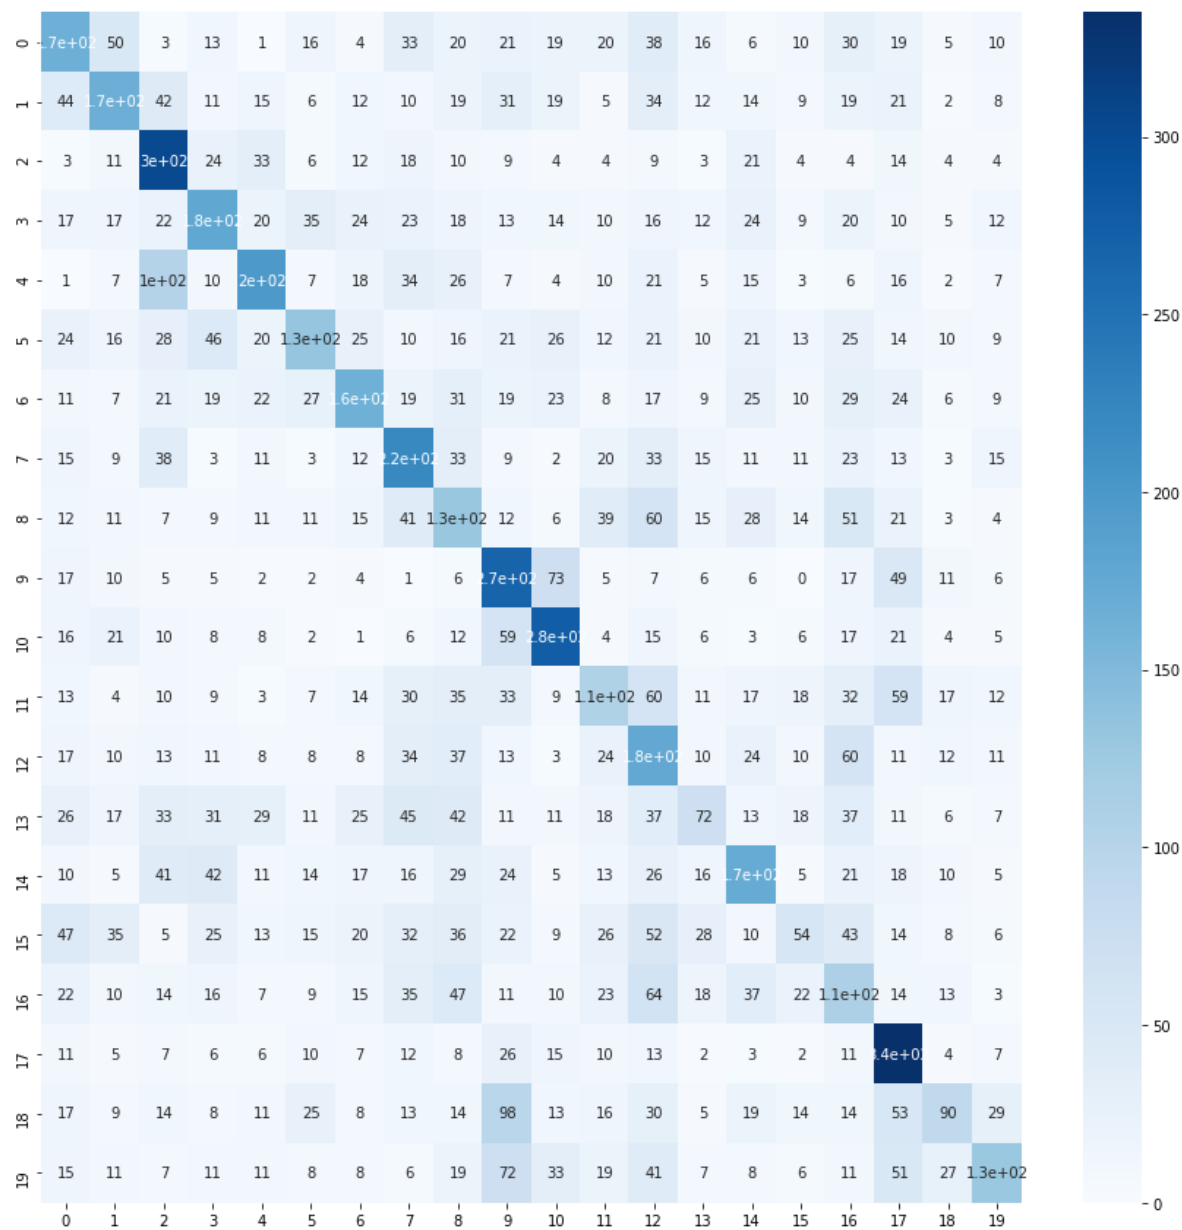 0 .7e+02 50 3 13 1 16 4 33 20 21 19 20 38 16 6 10 30 19 5 10
1 44 1.7e+02 42 11 15 6 12 10 19 31 19 5 34 12 14 9 19 21 2 8
2 3 11 3e+02 24 33 6 12 18 10 9 4 4 9 3 21 4 4 14 4 4
3 17 17 22 1.8e+02 20 35 24 23 18 13 14 10 16 12 24 9 20 10 5 12
4 1 7 1e+02 10 2e+02 7 18 34 26 7 4 10 21 5 15 3 6 16 2 7
5 24 16 28 46 20 1.3e+02 25 10 16 21 26 12 21 10 21 13 25 14 10 9
6 11 7 21 19 22 27 1.6e+02 19 31 19 23 8 17 9 25 10 29 24 6 9
7 15 9 38 3 11 3 12 2.2e+02 33 9 2 20 33 15 11 11 23 13 3 15
8 12 11 7 9 11 11 15 41 1.3e+02 12 6 39 60 15 28 14 51 21 3 4
9 17 10 5 5 2 2 4 1 6 2.7e+02 73 5 7 6 6 0 17 49 11 6
10 16 21 10 8 8 2 1 6 12 59 2.8e+02 4 15 6 3 6 17 21 4 5
11 13 4 10 9 3 7 14 30 35 33 9 1.1e+02 60 11 17 18 32 59 17 12
12 17 10 13 11 8 8 8 34 37 13 3 24 1.8e+02 10 24 10 60 11 12 11
13 26 17 33 31 29 11 25 45 42 11 11 18 37 72 13 18 37 11 6 7
14 10 5 41 42 11 14 17 16 29 24 5 13 26 16 1.7e+02 5 21 18 10 5
15 47 35 5 25 13 15 20 32 36 22 9 26 52 28 10 54 43 14 8 6
16 22 10 14 16 7 9 15 35 47 11 10 23 64 18 37 22 1.1e+02 14 13 3
17 11 5 7 6 6 10 7 12 8 26 15 10 13 2 3 2 11 3.4e+02 4 7
18 17 9 14 8 11 25 8 13 14 98 13 16 30 5 19 14 14 53 90 29
19 15 11 7 11 11 8 8 6 19 72 33 19 41 7 8 6 11 51 27 1.3e+02
0 1 2 3 4 5 6 7 8 9 10 11 12 13 14 15 16 17 18 19
300
250
200
150
100
50
0